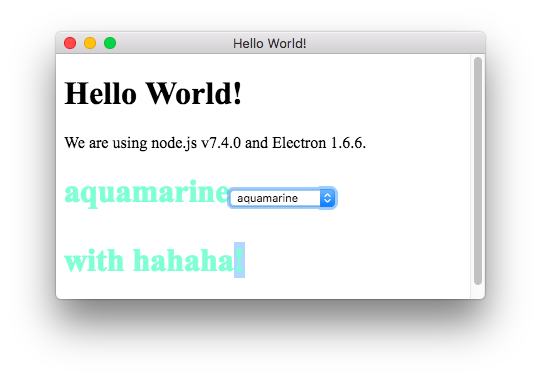 Hello World!
Hello World!
We are using node.js v7.4.0 and Electron 1.6.6.
aquamarine aquamarine
with hahaha!